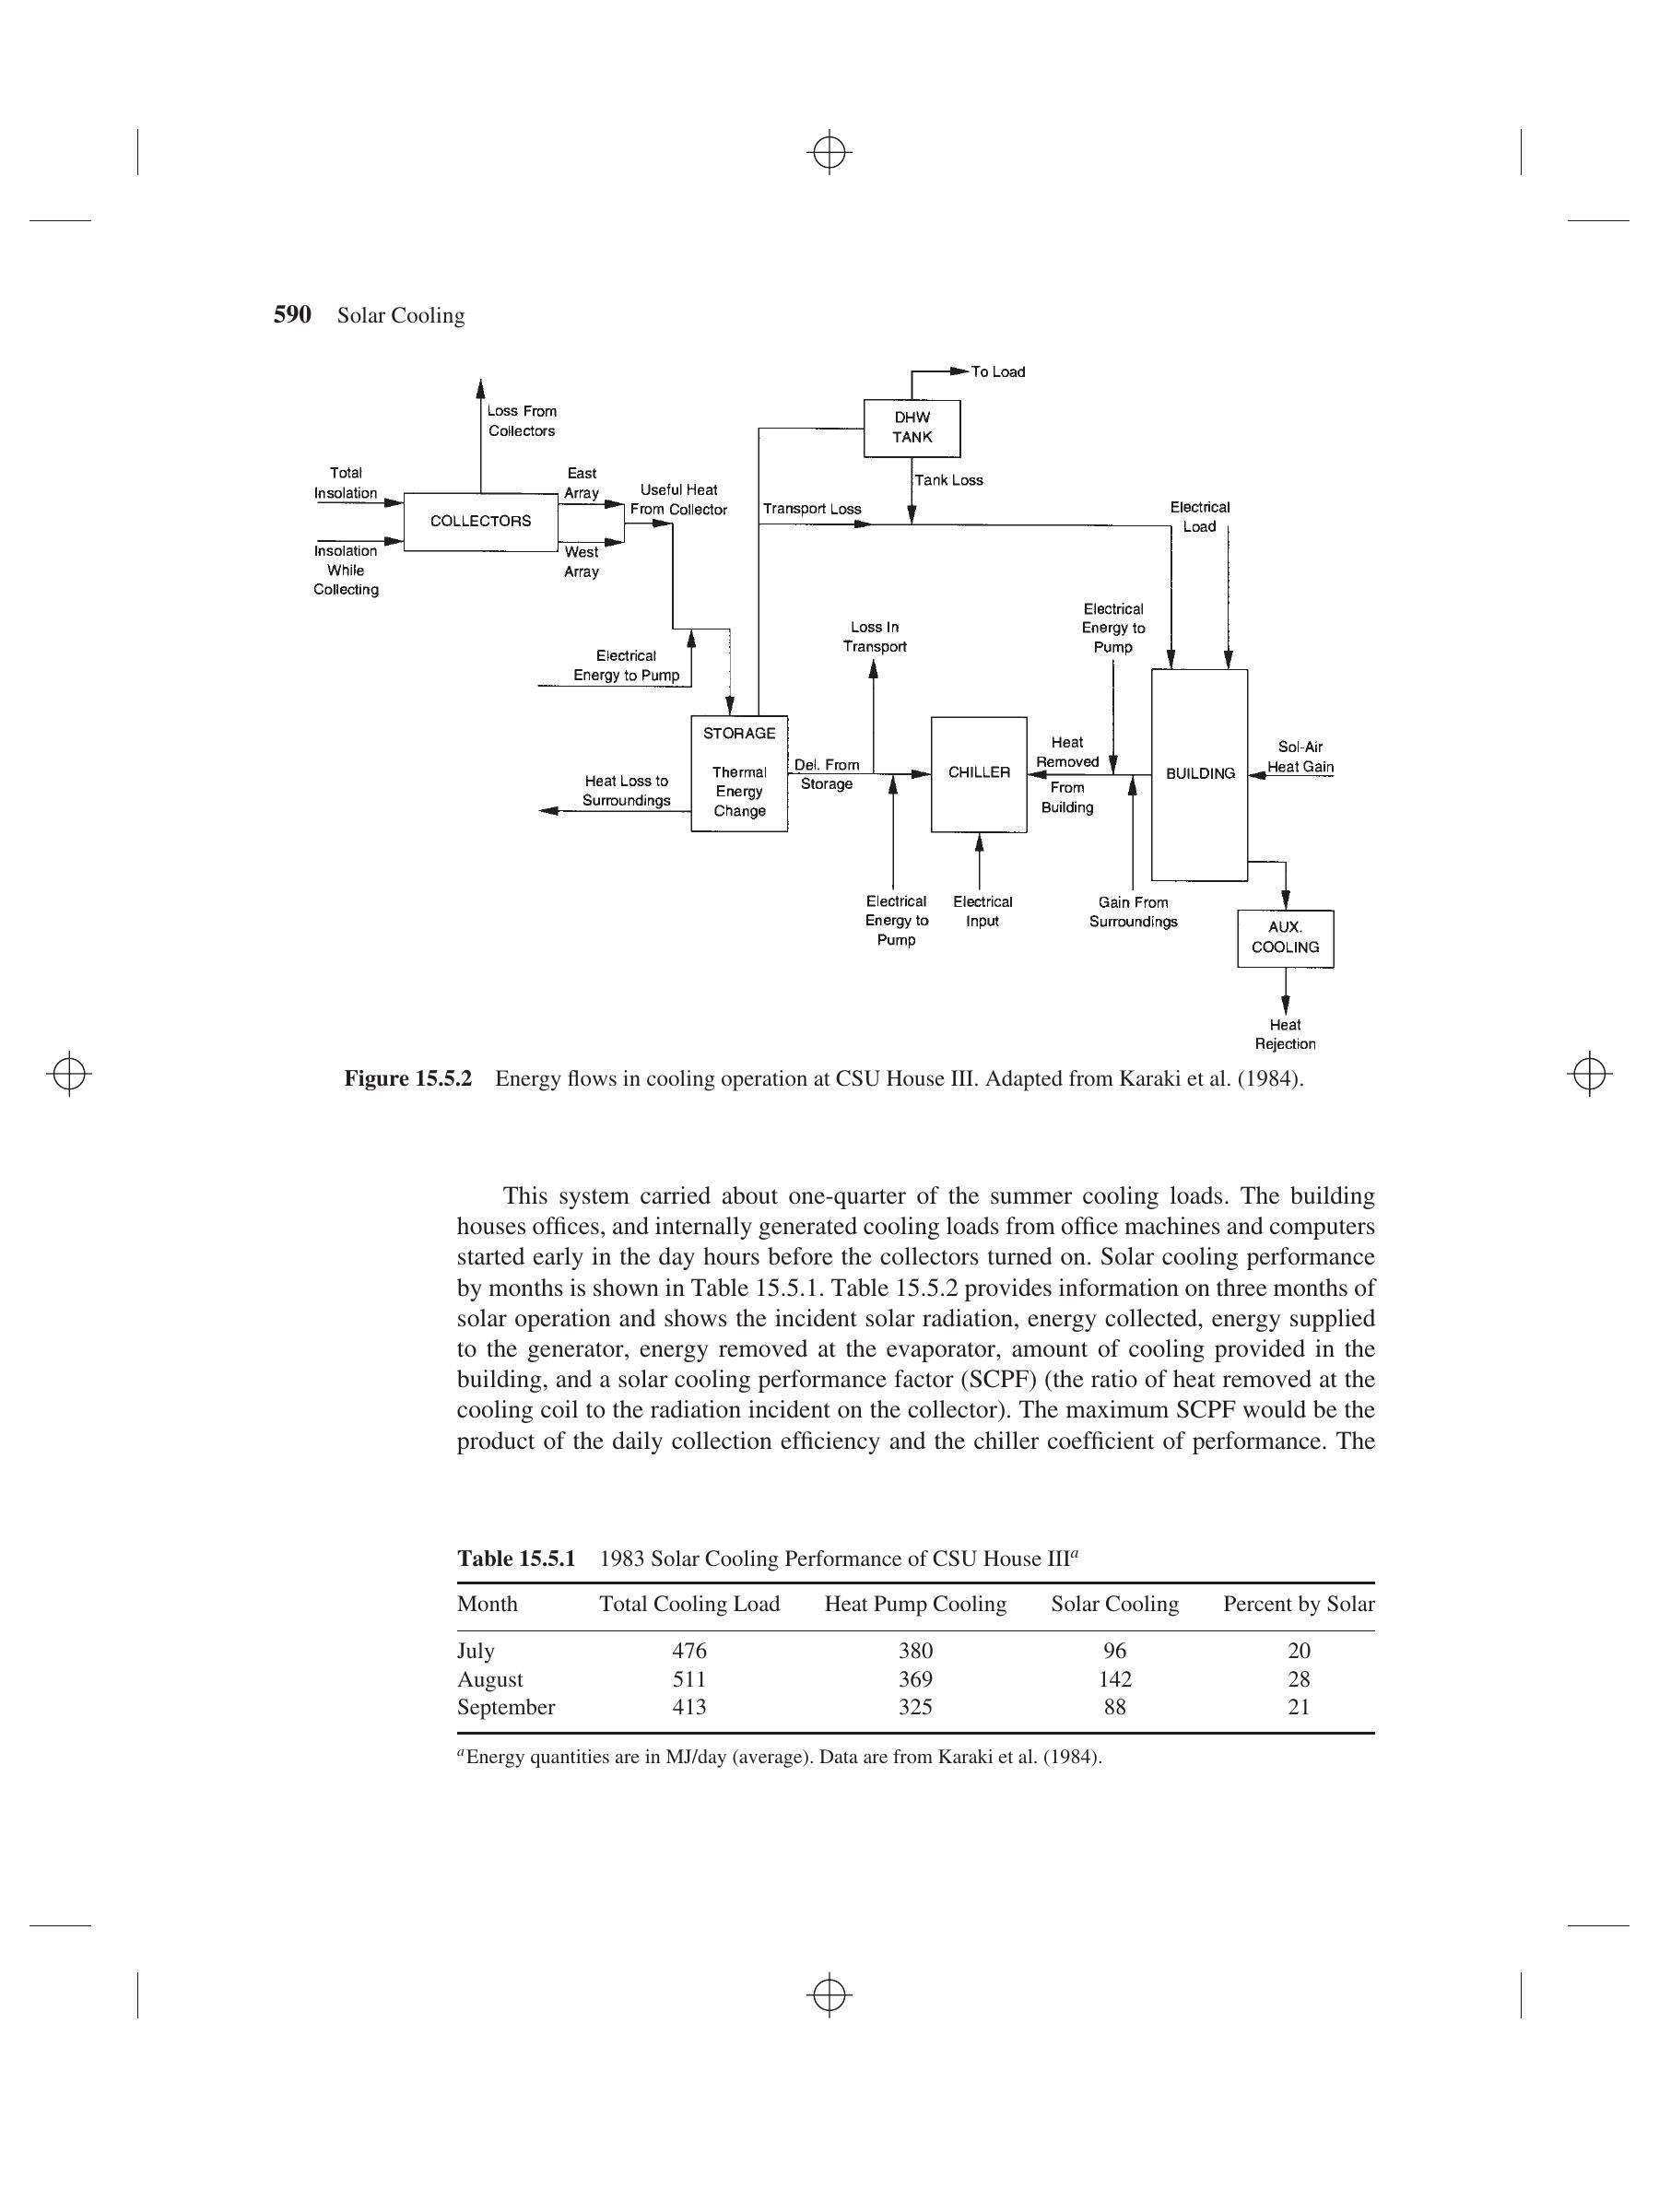 590 Solar Cooling
To Load
DHW
TANK
Loss From
Collectors
Tank Loss
Total
Insolation
East
Array
Useful Heat
From Collector
Transport Loss
Electrical
Load
COLLECTORS
Insolation
While
Collecting
West
Array
Electrical
Energy to Pump
Loss In
Transport
Electrical
Energy to
Pump
STORAGE
Thermal
Energy
Change
Del. From
Storage
CHILLER
Heat
Removed
From
Building
BUILDING
Sol-Air
Heat Gain
Heat Loss to
Surroundings
Electrical
Energy to
Pump
Electrical
Input
Gain From
Surroundings
AUX.
COOLING
Heat
Rejection
Figure 15.5.2 Energy flows in cooling operation at CSU House III. Adapted from Karaki et al. (1984).
This system carried about one-quarter of the summer cooling loads. The building
houses offices, and internally generated cooling loads from office machines and computers
started early in the day hours before the collectors turned on. Solar cooling performance
by months is shown in Table 15.5.1. Table 15.5.2 provides information on three months of
solar operation and shows the incident solar radiation, energy collected, energy supplied
to the generator, energy removed at the evaporator, amount of cooling provided in the
building, and a solar cooling performance factor (SCPF) (the ratio of heat removed at the
cooling coil to the radiation incident on the collector). The maximum SCPF would be the
product of the daily collection efficiency and the chiller coefficient of performance. The
Table 15.5.1 1983 Solar Cooling Performance of CSU House IIIa
Month Total Cooling Load Heat Pump Cooling Solar Cooling Percent by Solar
July 476 380 96 20
August 511 369 142 28
September 413 325 88 21
aEnergy quantities are in MJ/day (average). Data are from Karaki et al. (1984).